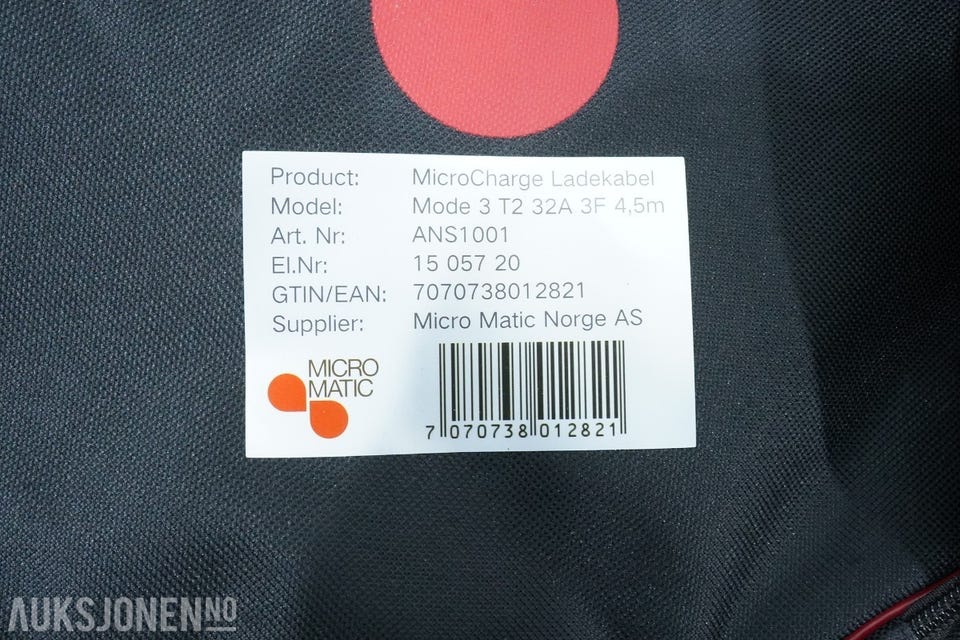 Product: MicroCharge Ladekabel
Model: Mode 3 T2 32A 3F 4,5m
Art. Nr: ANS1001
El.Nr: 15 057 20
GTIN/EAN: 7070738012821
Supplier: Micro Matic Norge AS
MICRO
MATIC
7 070738 012821
AUKSJONEN.NO